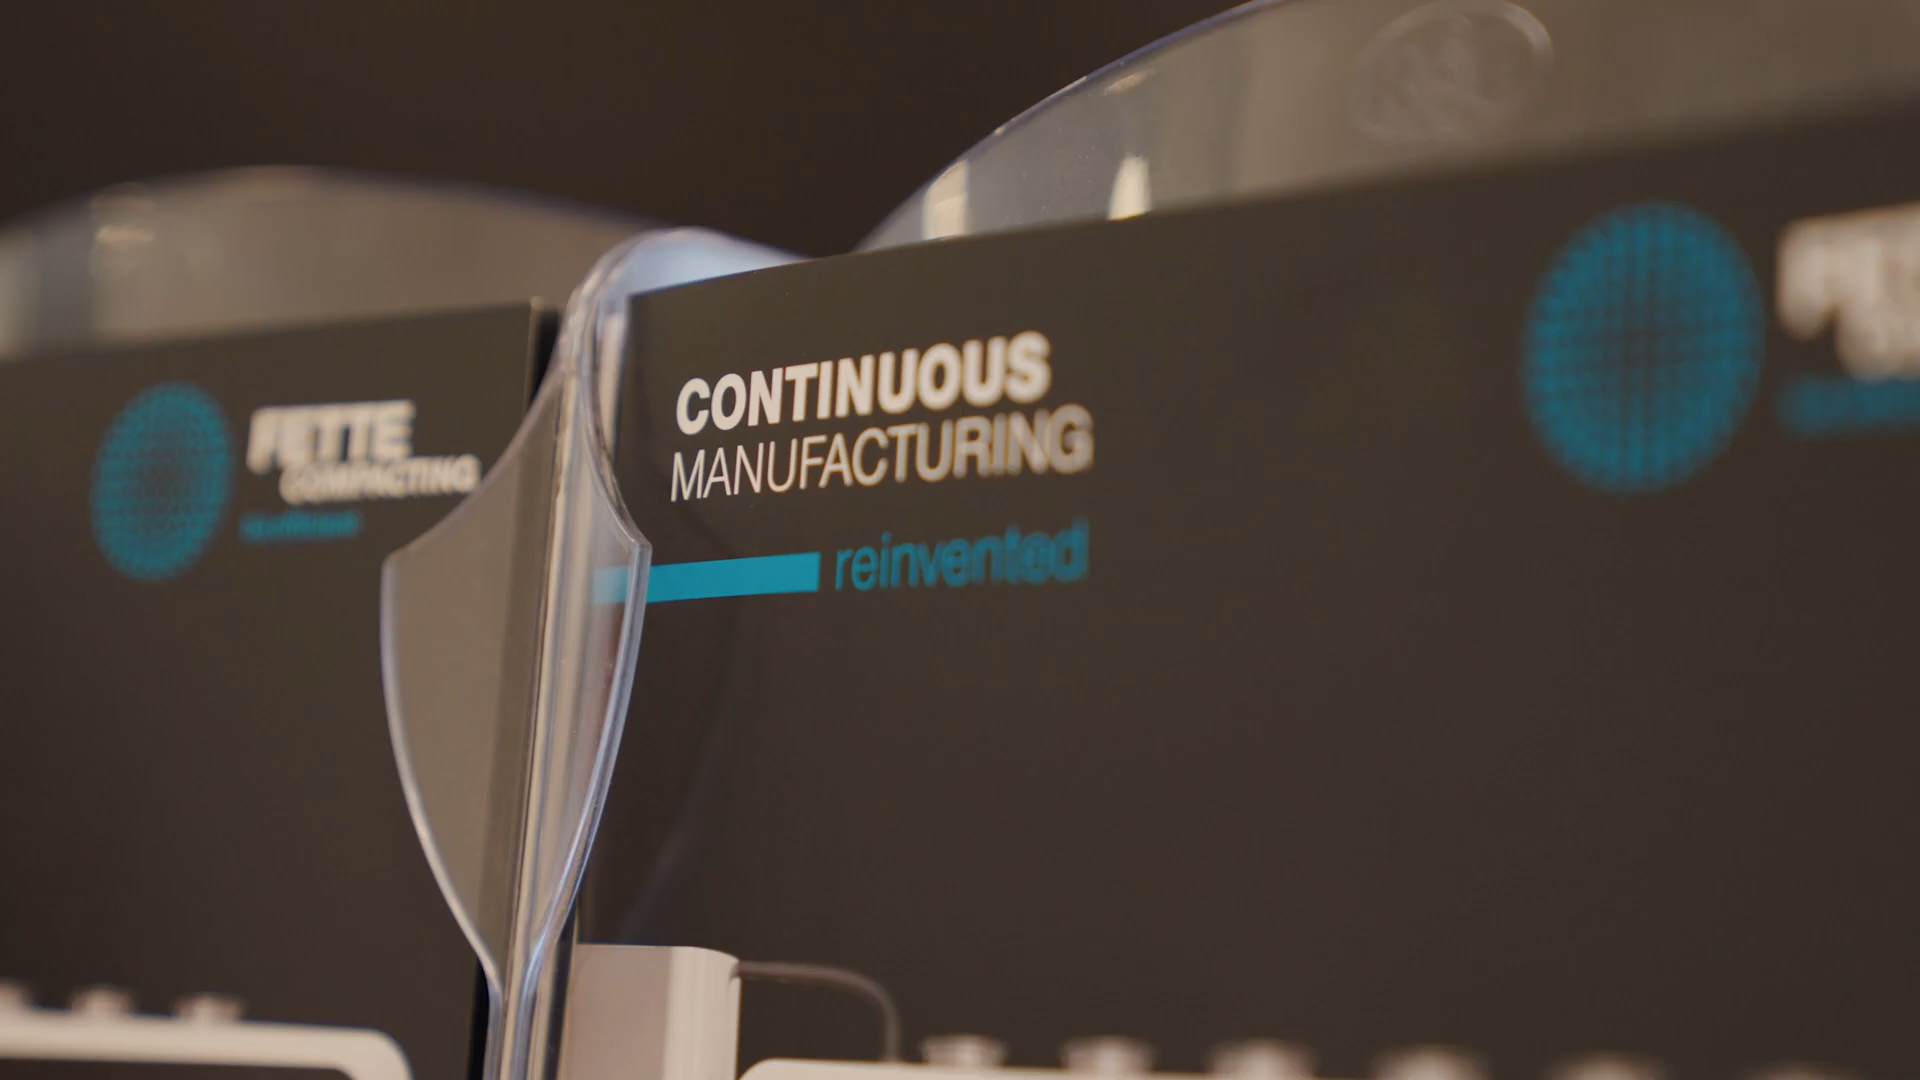 FETTE
COMPACTING
CONTINUOUS
MANUFACTURING
reinvented